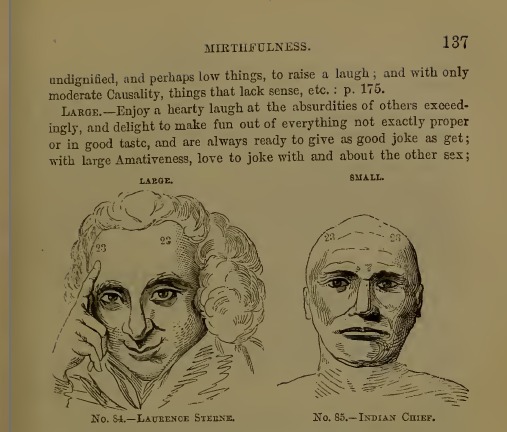 MIRTHFULNESS. 137
undignified, and perhaps low things, to raise a laugh; and with only
moderate Causality, things that lack sense, etc.: p. 175.
LARGE.—Enjoy a hearty laugh at the absurdities of others exceed-
ingly, and delight to make fun out of everything not exactly proper
or in good taste, and are always ready to give as good joke as get;
with large Amativeness, love to joke with and about the other sex;
LARGE. SMALL.
23 23 23 23
No. 84.—LAURENCE STERNE. No. 85.—INDIAN CHIEF.